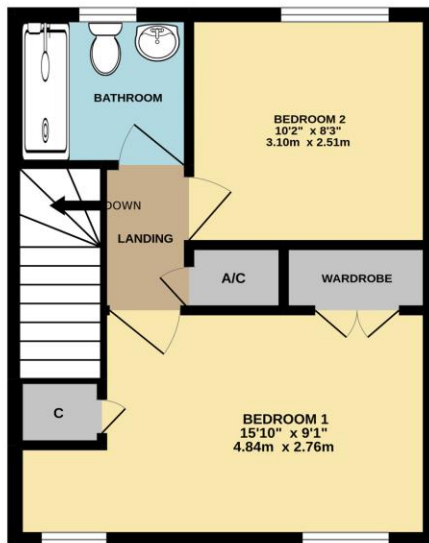 BATHROOM
BEDROOM 2
10'2" x 8'3"
3.10m x 2.51m
DOWN
LANDING
A/C
WARDROBE
C
BEDROOM 1
15'10" x 9'1"
4.84m x 2.76m